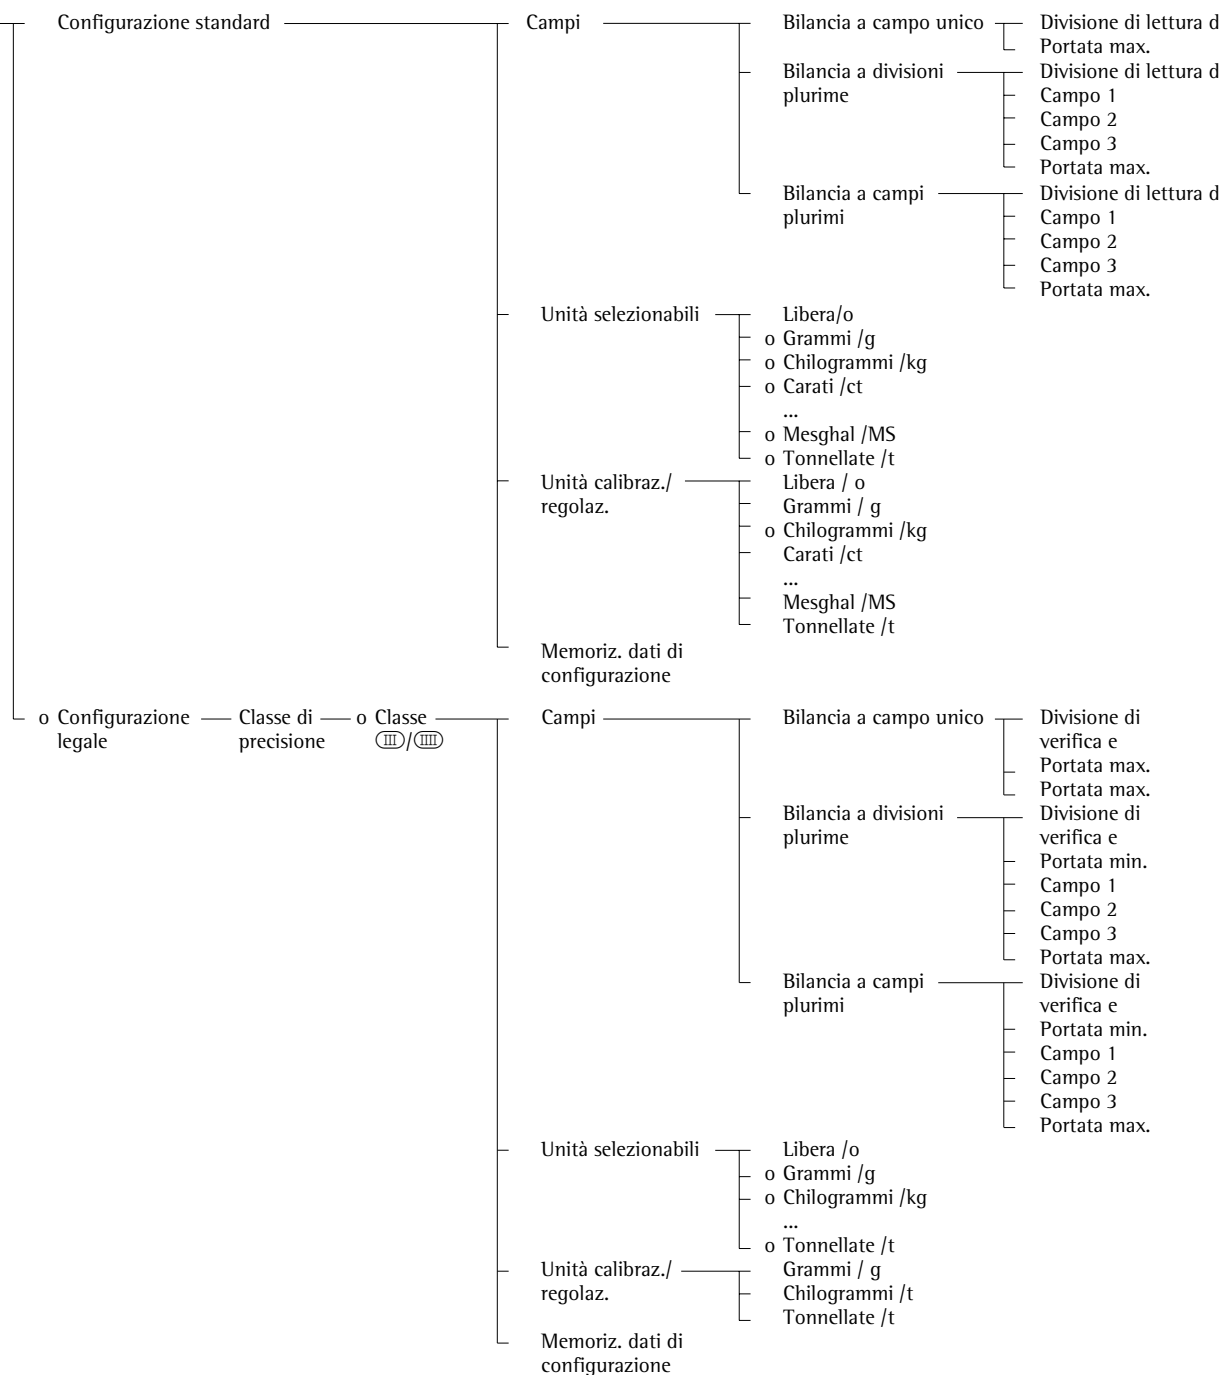 Configurazione standard
Campi
Bilancia a campo unico
Divisione di lettura d
Portata max.
Bilancia a divisioni
plurime
Divisione di lettura d
Campo 1
Campo 2
Campo 3
Portata max.
Bilancia a campi
plurimi
Divisione di lettura d
Campo 1
Campo 2
Campo 3
Portata max.
Unità selezionabili
Libera/o
o Grammi /g
o Chilogrammi /kg
o Carati /ct
...
o Mesghal /MS
o Tonnellate /t
Unità calibraz./
regolaz.
Libera / o
Grammi / g
o Chilogrammi /kg
Carati /ct
...
Mesghal /MS
Tonnellate /t
Memoriz. dati di
configurazione
o Configurazione
legale
Classe di
precisione
o Classe
III/IIII
Campi
Bilancia a campo unico
Divisione di
verifica e
Portata max.
Portata max.
Bilancia a divisioni
plurime
Divisione di
verifica e
Portata min.
Campo 1
Campo 2
Campo 3
Portata max.
Bilancia a campi
plurimi
Divisione di
verifica e
Portata min.
Campo 1
Campo 2
Campo 3
Portata max.
Unità selezionabili
Libera /o
o Grammi /g
o Chilogrammi /kg
...
o Tonnellate /t
Unità calibraz./
regolaz.
Grammi / g
Chilogrammi /t
Tonnellate /t
Memoriz. dati di
configurazione